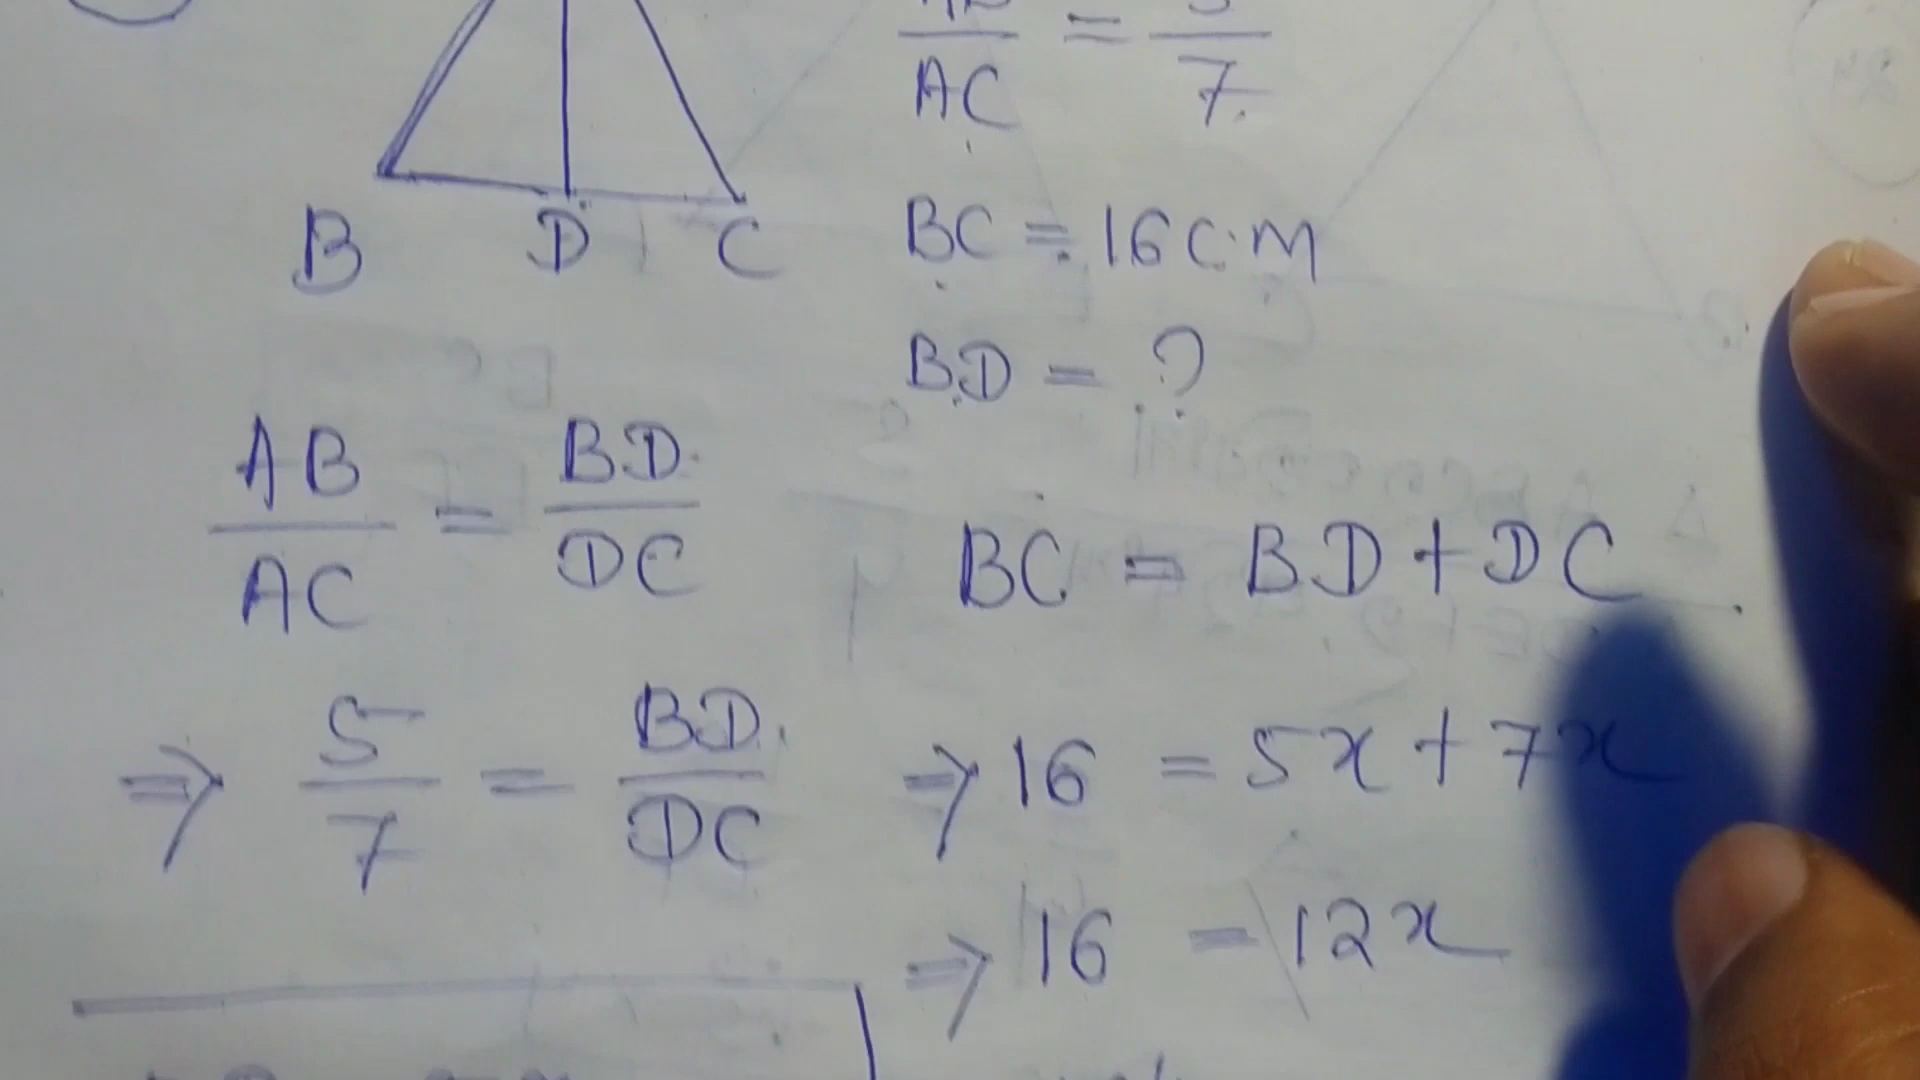 AC = 7
B D C
BC = 16 C.M
BD = ?
AB/AC = BD/DC
BC = BD + DC
⇒ 5/7 = BD/DC
⇒ 16 = 5x + 7x
⇒ 16 = 12x